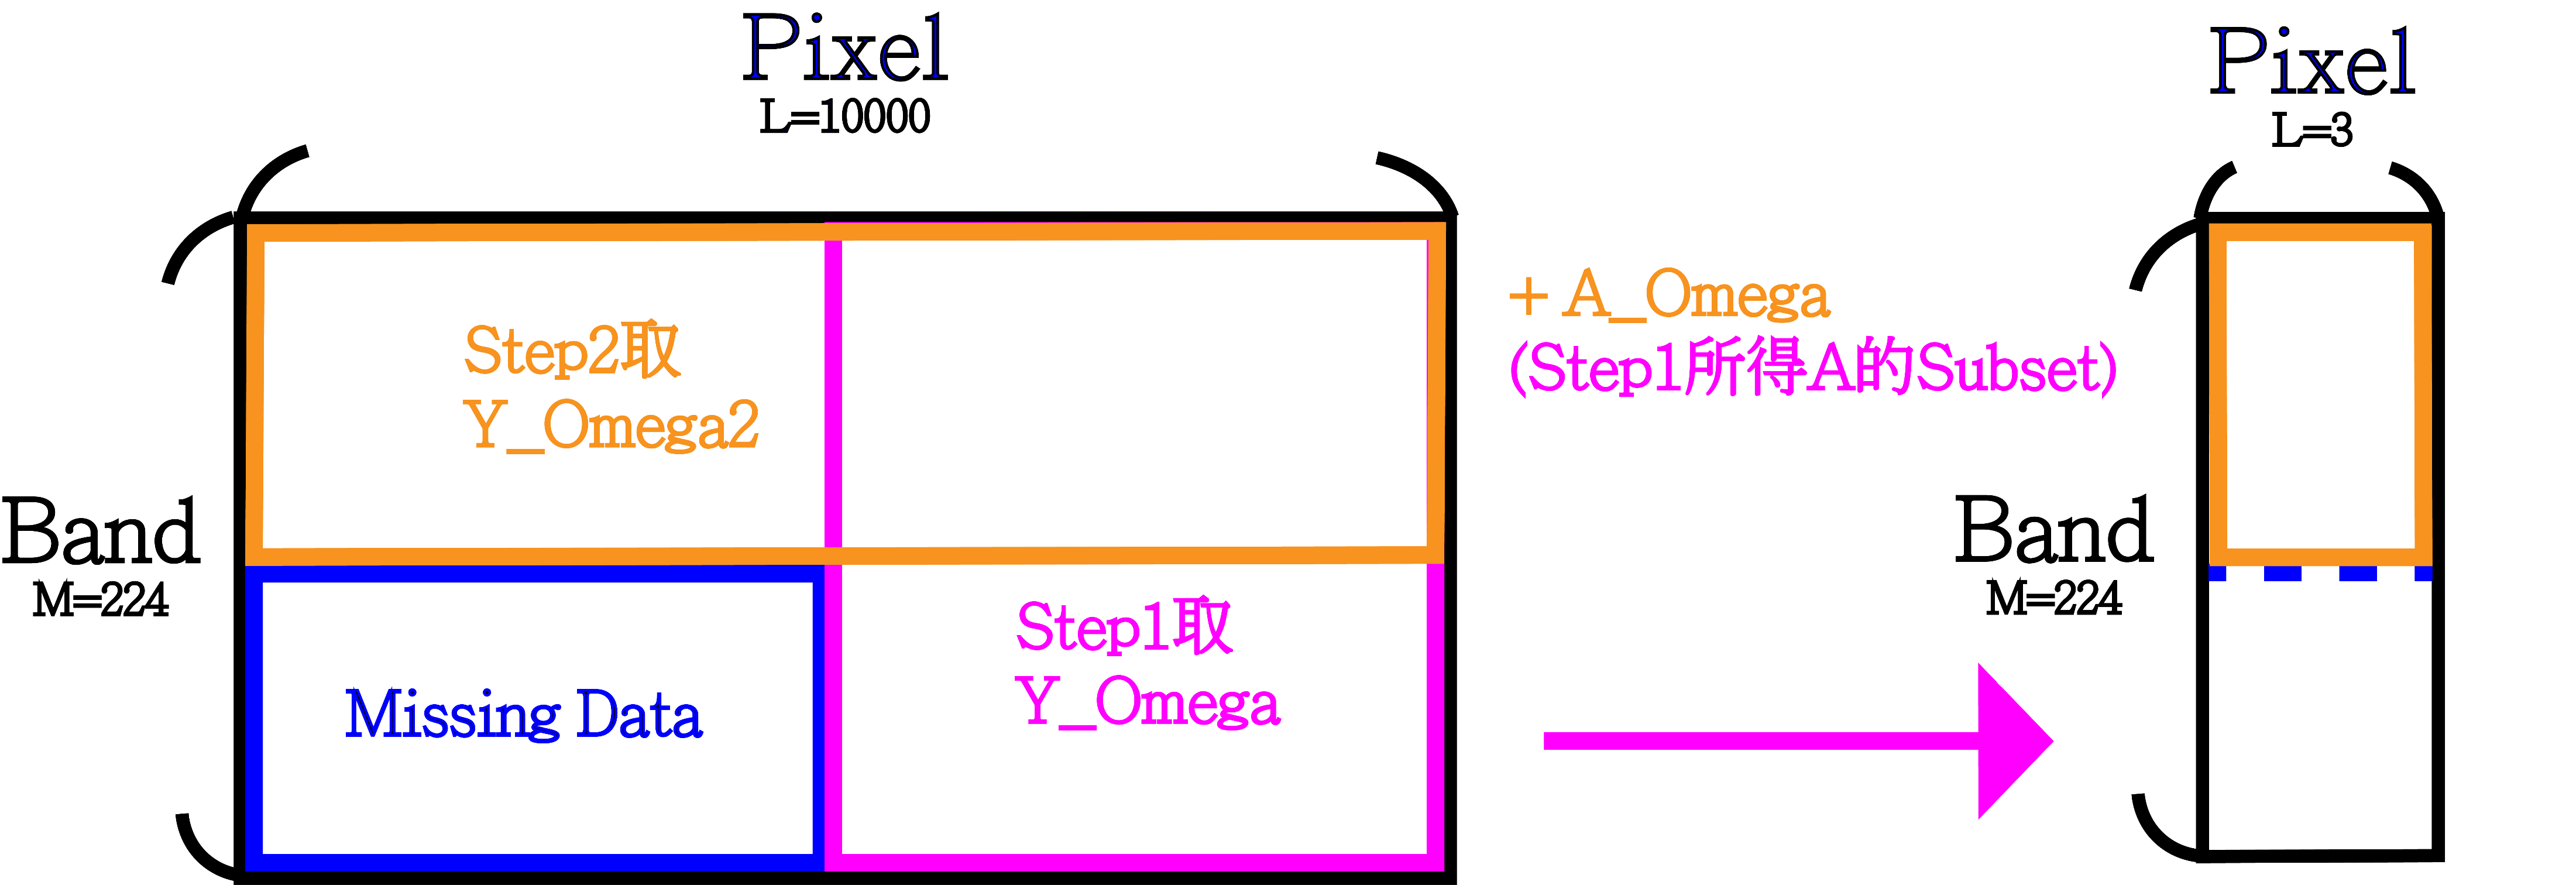 Pixel
L=10000
Pixel
L=3
+ A_Omega
(Step1所得A的Subset)
Step2取
Y_Omega2
Band
M=224
Band
M=224
Step1取
Y_Omega
Missing Data